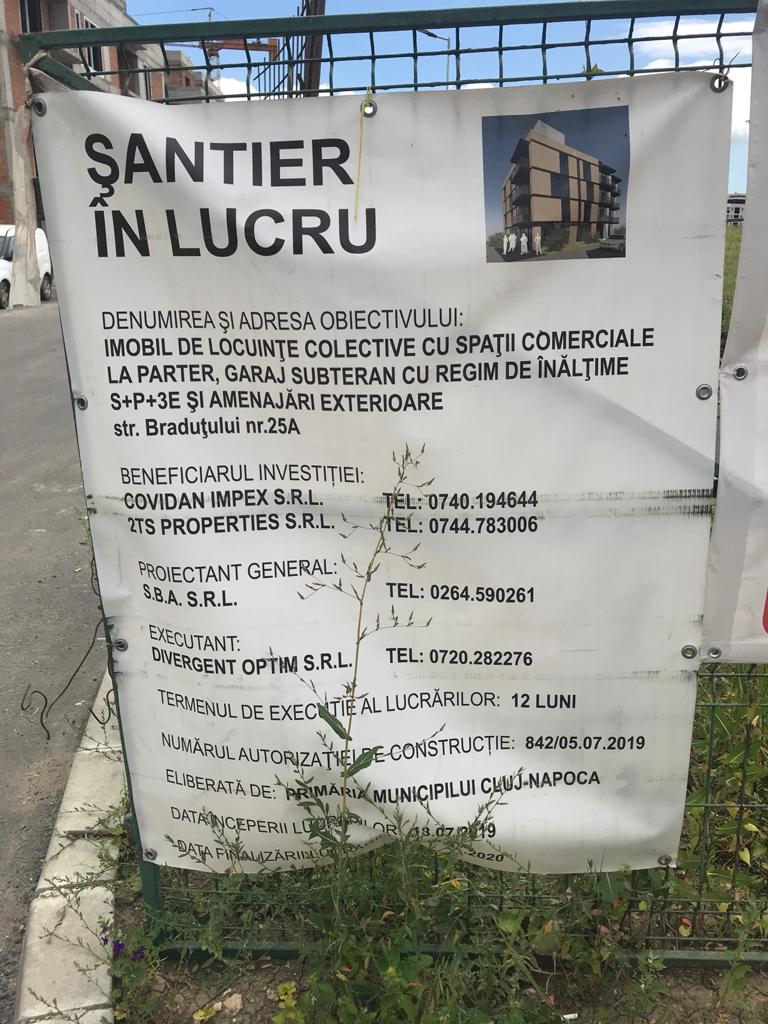 ŞANTIER
ÎN LUCRU
DENUMIREA ŞI ADRESA OBIECTIVULUI:
IMOBIL DE LOCUINŢE COLECTIVE CU SPAŢII COMERCIALE
LA PARTER, GARAJ SUBTERAN CU REGIM DE ÎNĂLŢIME
S+P+3E ŞI AMENAJĂRI EXTERIOARE
str. Braduţului nr.25A
BENEFICIARUL INVESTIŢIEI:
COVIDAN IMPEX S.R.L. TEL: 0740.194644
2TS PROPERTIES S.R.L. TEL: 0744.783006
PROIECTANT GENERAL:
S.B.A. S.R.L. TEL: 0264.590261
EXECUTANT:
DIVERGENT OPTIM S.R.L. TEL: 0720.282276
TERMENUL DE EXECUŢIE AL LUCRĂRILOR: 12 LUNI
NUMĂRUL AUTORIZAŢIEI DE CONSTRUCŢIE: 842/05.07.2019
ELIBERATĂ DE: PRIMĂRIA MUNICIPILUI CLUJ-NAPOCA
DATA ÎNCEPERII LUCRĂRILOR:
DATA FINALIZĂRII